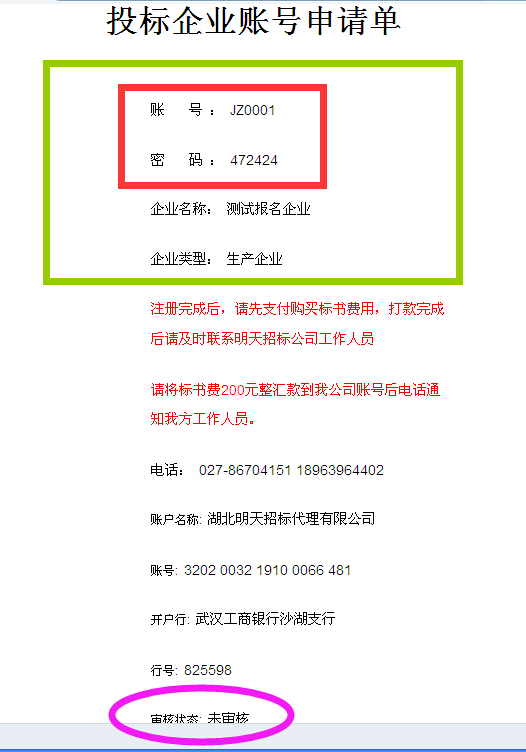 投标企业账号申请单
账 号： JZ0001
密 码： 472424
企业名称： 测试报名企业
企业类型： 生产企业
注册完成后，请先支付购买标书费用，打款完成
后请及时联系明天招标公司工作人员
请将标书费200元整汇款到我公司账号后电话通
知我方工作人员。
电话： 027-86704151 18963964402
账户名称: 湖北明天招标代理有限公司
账号: 3202 0032 1910 0066 481
开户行: 武汉工商银行沙湖支行
行号: 825598
审核状态: 未审核